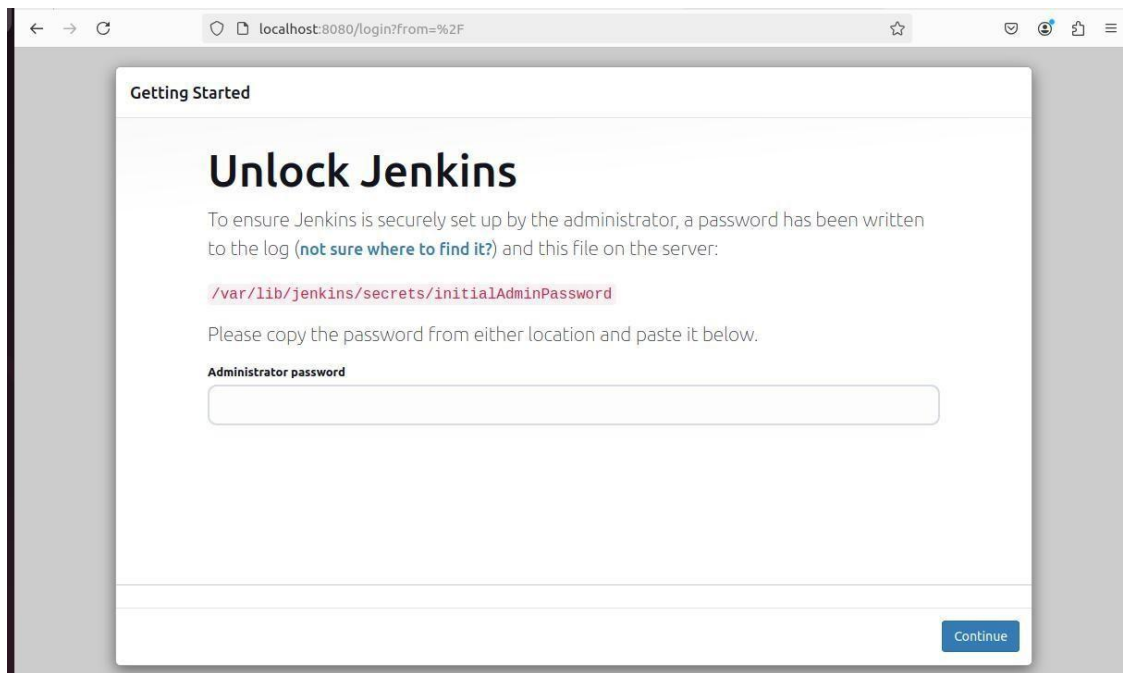 localhost:8080/login?from=%2F
Getting Started
Unlock Jenkins
To ensure Jenkins is securely set up by the administrator, a password has been written
to the log (not sure where to find it?) and this file on the server:
/var/lib/jenkins/secrets/initialAdminPassword
Please copy the password from either location and paste it below.
Administrator password
Continue